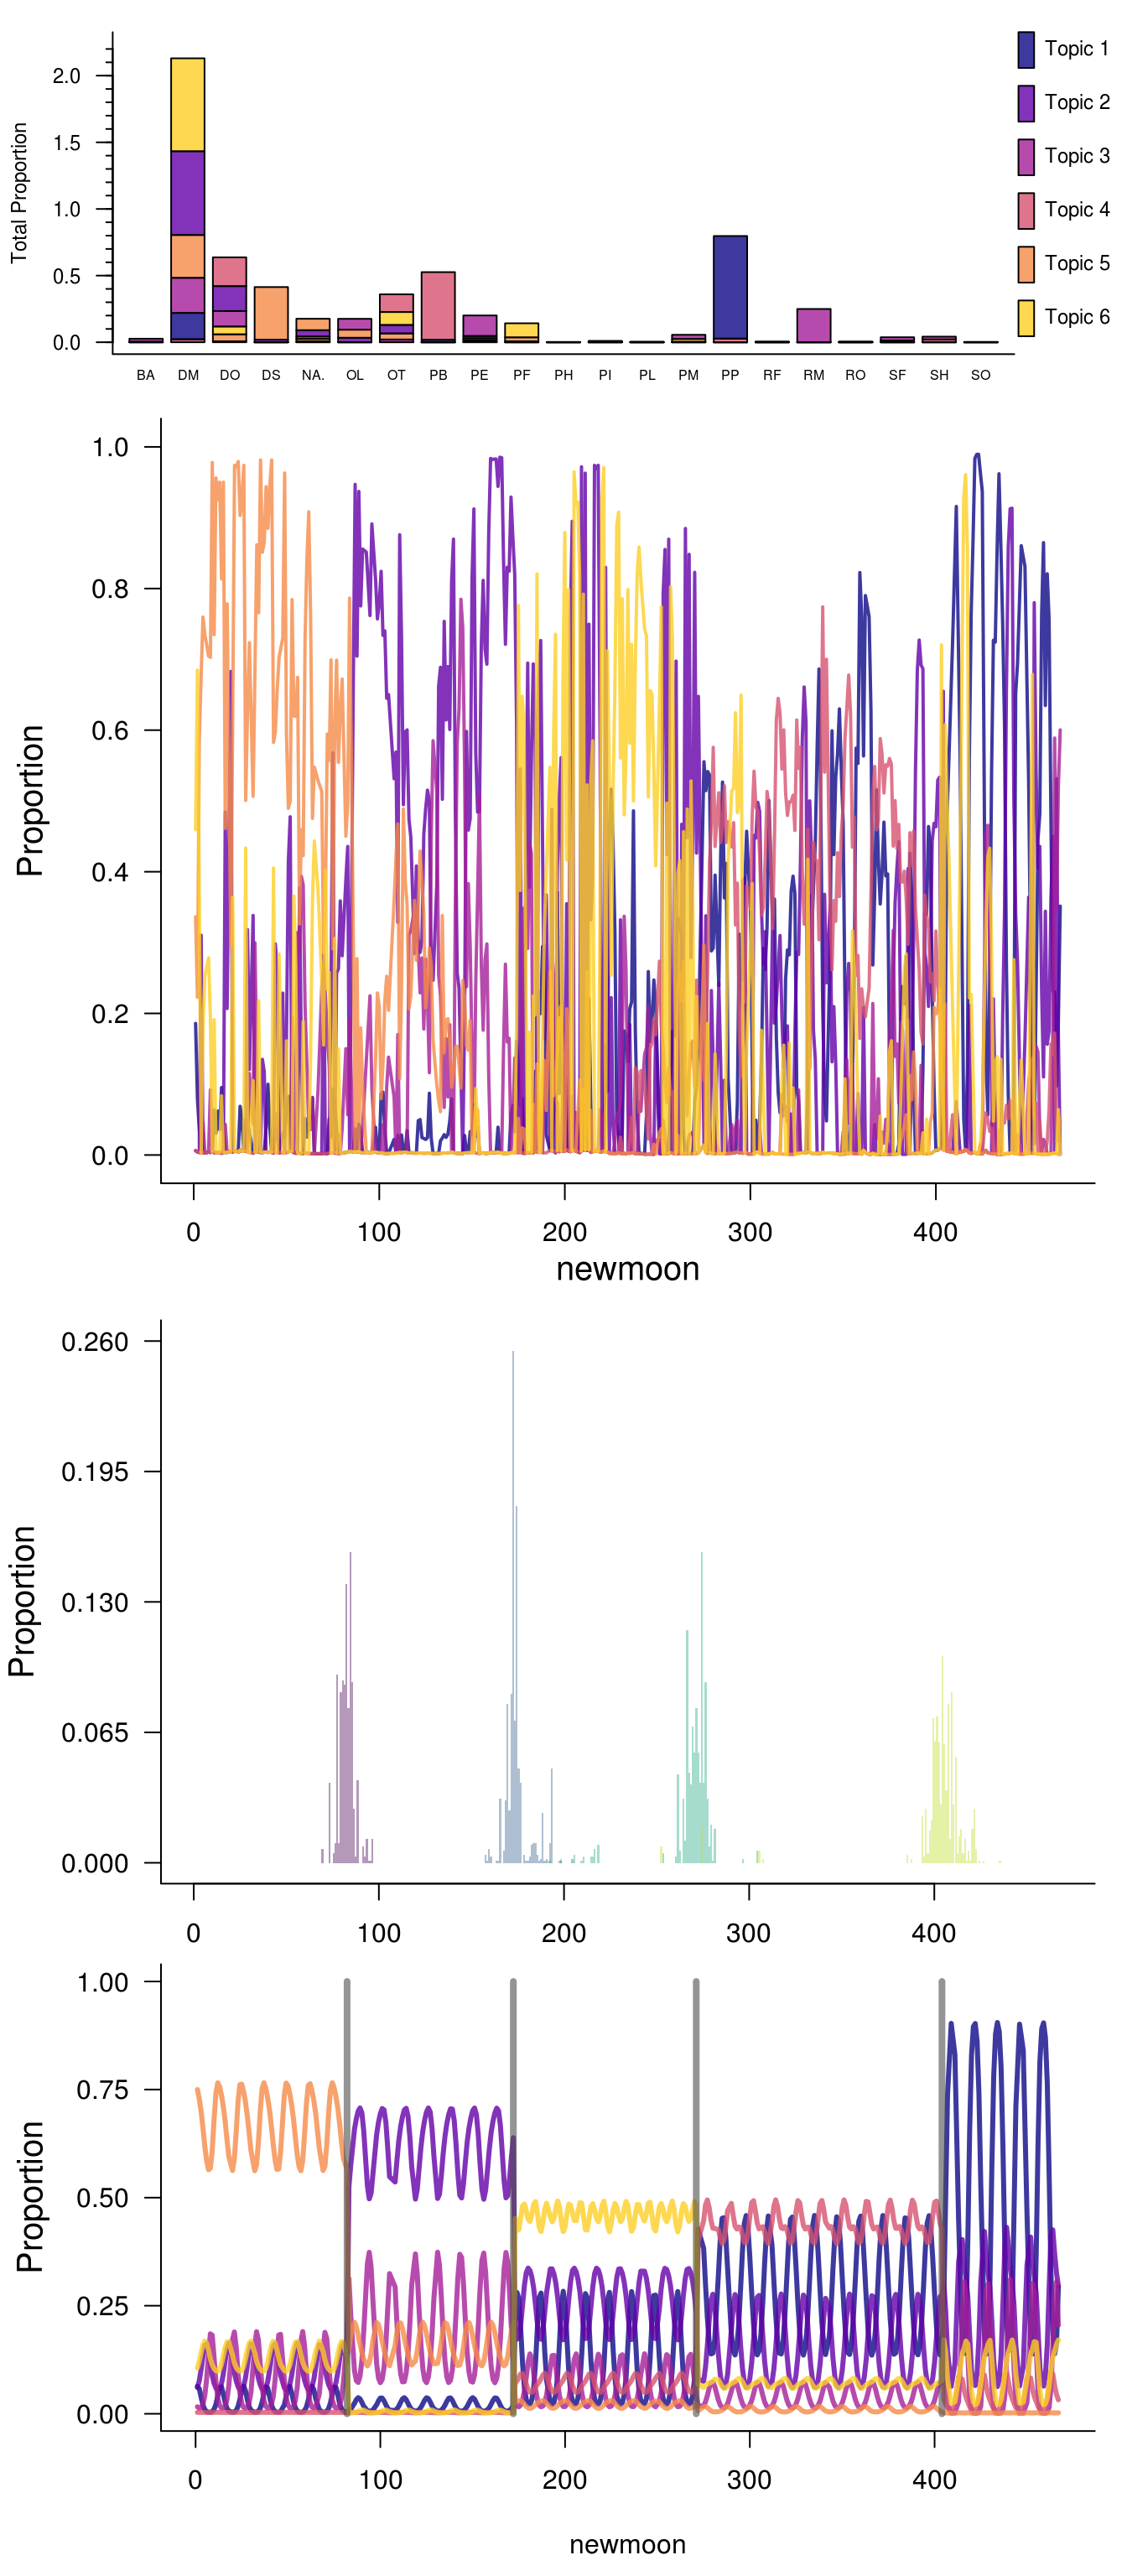 Total Proportion
2.0
1.5
1.0
0.5
0.0
BA DM DO DS NA. OL OT PB PE PF PH PI PL PM PP RF RM RO SF SH SO
Topic 1
Topic 2
Topic 3
Topic 4
Topic 5
Topic 6
Proportion
1.0
0.8
0.6
0.4
0.2
0.0
0 100 200 300 400
newmoon
Proportion
0.260
0.195
0.130
0.065
0.000
0 100 200 300 400
Proportion
1.00
0.75
0.50
0.25
0.00
0 100 200 300 400
newmoon